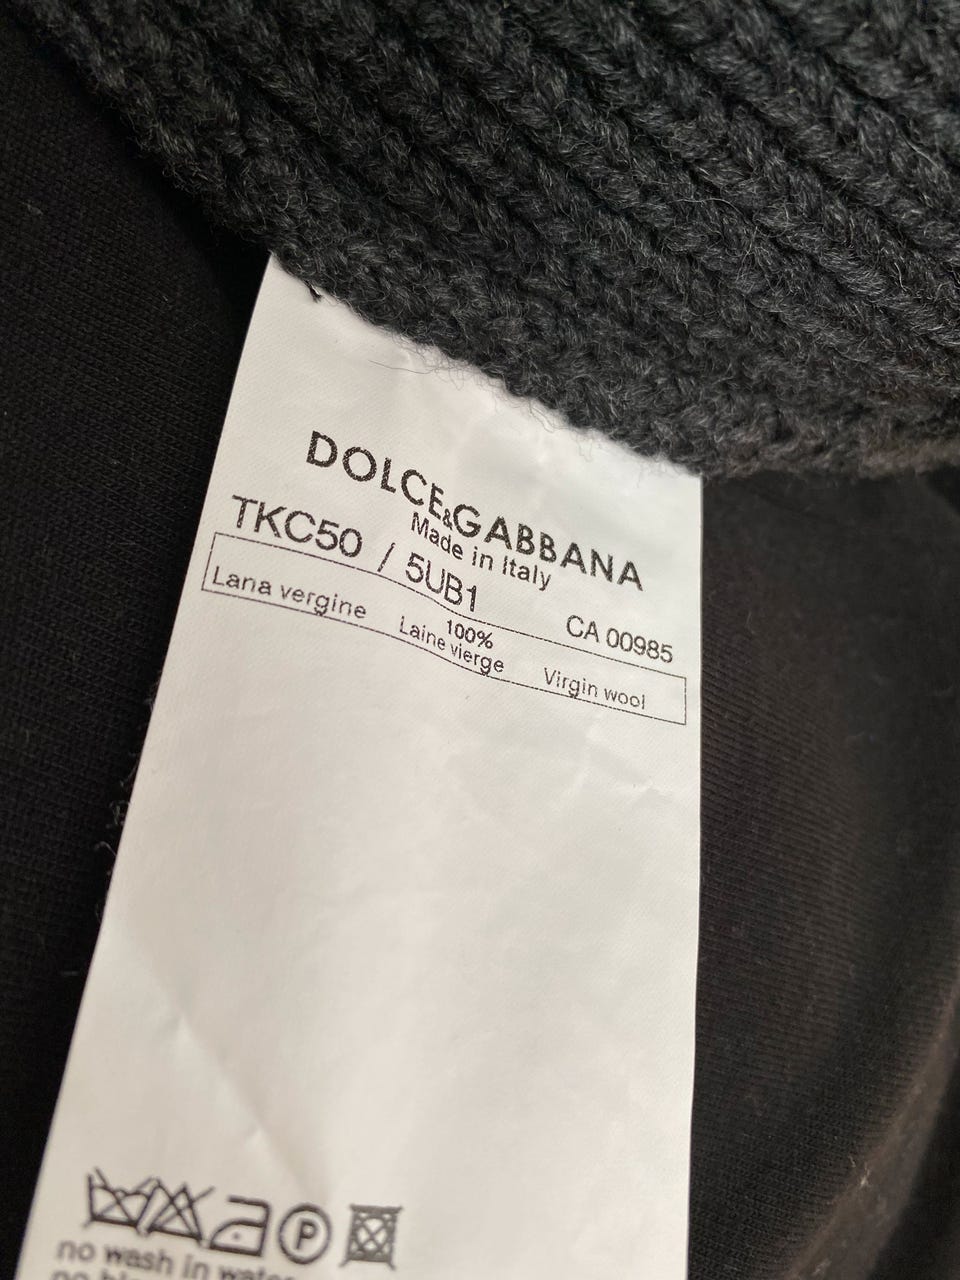 DOLCE&GABBANA
Made in Italy
TKC50 / 5UB1
CA 00985
100%
Lana vergine Laine vierge Virgin wool
P
no wash in water